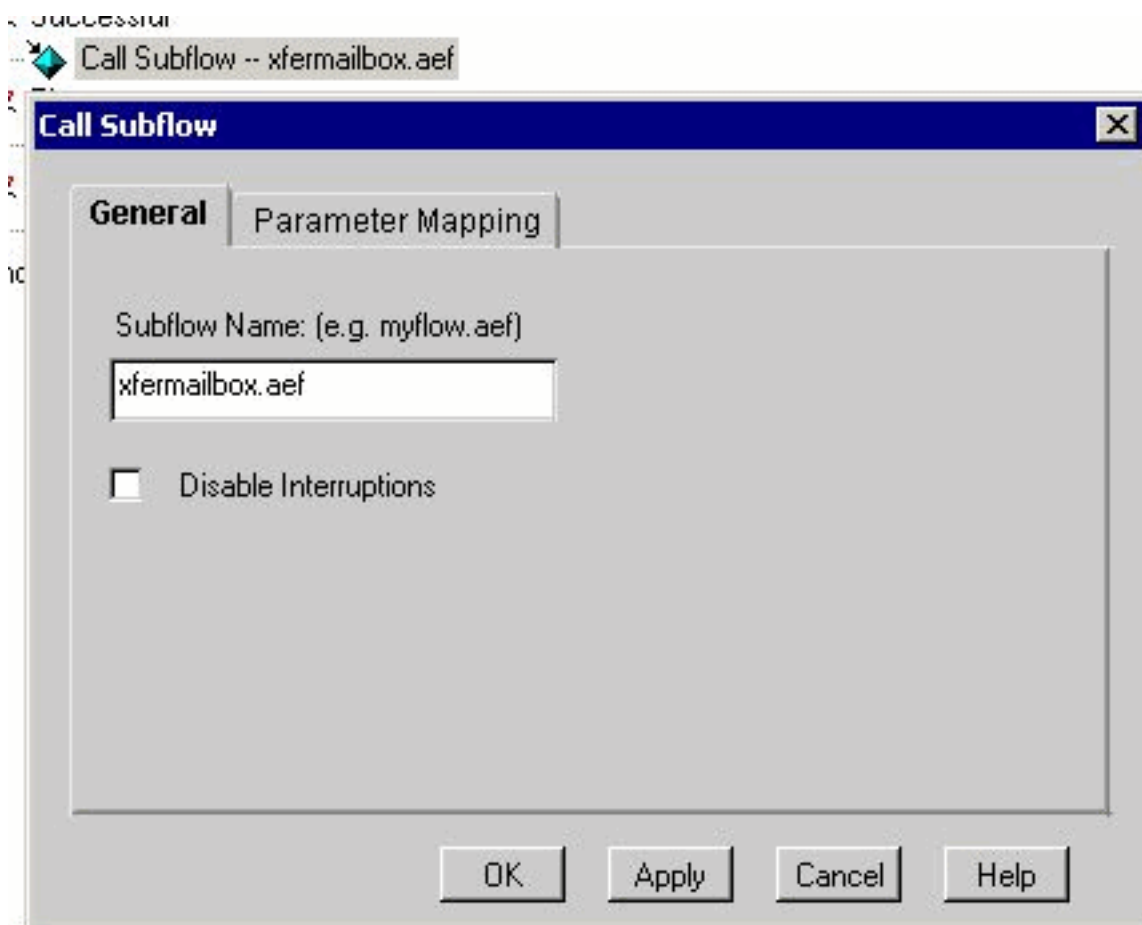 Successful
Call Subflow -- xfermailbox.aef
Call Subflow
General
Parameter Mapping
Subflow Name: (e.g. myflow.aef)
xfermailbox.aef
Disable Interruptions
OK
Apply
Cancel
Help